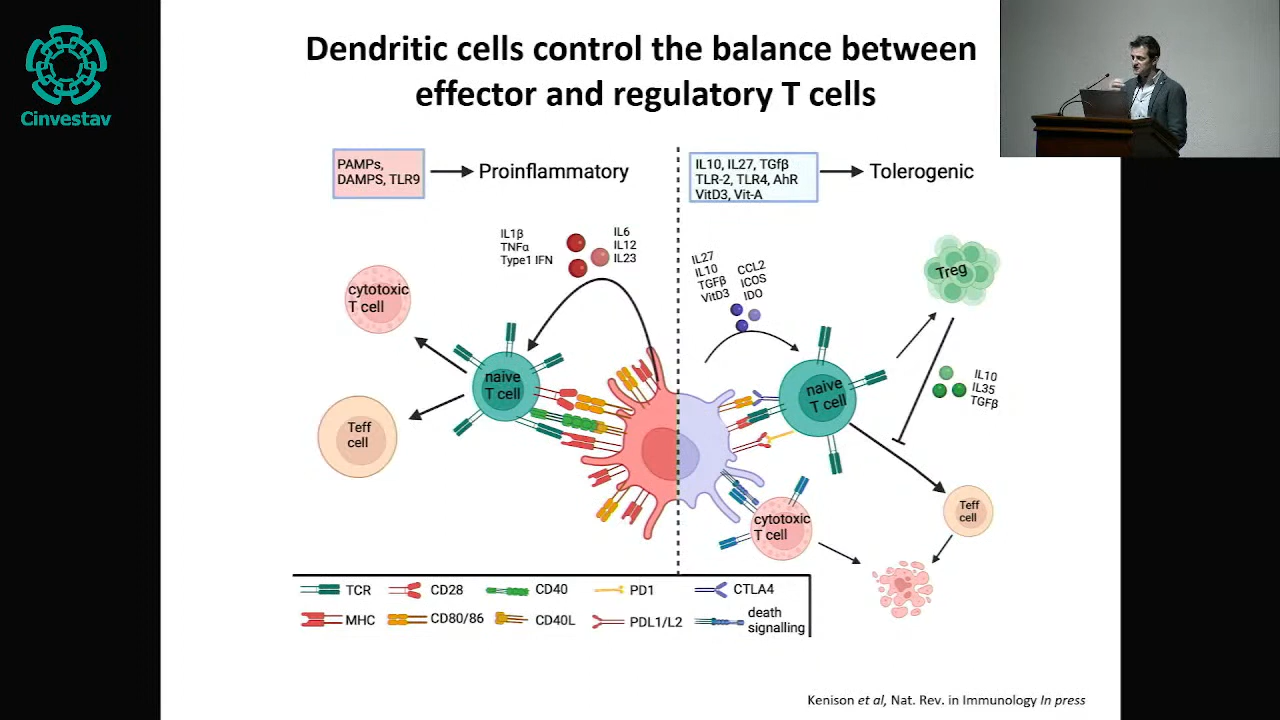 Cinvestav
Dendritic cells control the balance between
effector and regulatory T cells
PAMPs,
DAMPS, TLR9
Proinflammatory
IL10, IL27, TGfβ
TLR-2, TLR4, AhR
VitD3, Vit-A
Tolerogenic
IL1β
TNFα
Type1 IFN
IL6
IL12
IL23
IL27
IL10
TGFβ
VitD3
CCL2
ICOS
IDO
Treg
cytotoxic
T cell
naive
T cell
naive
T cell
IL10
IL35
TGFβ
Teff
cell
cytotoxic
T cell
Teff
cell
TCR
CD28
CD40
PD1
CTLA4
MHC
CD80/86
CD40L
PDL1/L2
death
signalling
Kenison et al, Nat. Rev. in Immunology In press